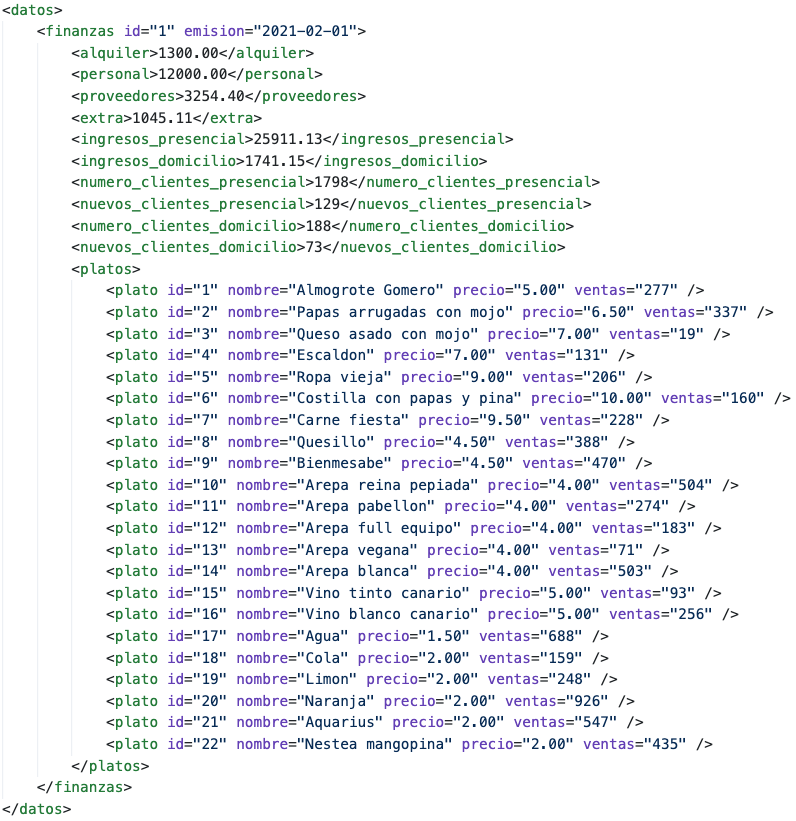 <datos>
<finanzas id="1" emision="2021-02-01">
<alquiler>1300.00</alquiler>
<personal>12000.00</personal>
<proveedores>3254.40</proveedores>
<extra>1045.11</extra>
<ingresos_presencial>25911.13</ingresos_presencial>
<ingresos_domicilio>1741.15</ingresos_domicilio>
<numero_clientes_presencial>1798</numero_clientes_presencial>
<nuevos_clientes_presencial>129</nuevos_clientes_presencial>
<numero_clientes_domicilio>188</numero_clientes_domicilio>
<nuevos_clientes_domicilio>73</nuevos_clientes_domicilio>
<platos>
<plato id="1" nombre="Almogrote Gomero" precio="5.00" ventas="277" />
<plato id="2" nombre="Papas arrugadas con mojo" precio="6.50" ventas="337" />
<plato id="3" nombre="Queso asado con mojo" precio="7.00" ventas="19" />
<plato id="4" nombre="Escaldon" precio="7.00" ventas="131" />
<plato id="5" nombre="Ropa vieja" precio="9.00" ventas="206" />
<plato id="6" nombre="Costilla con papas y pina" precio="10.00" ventas="160" />
<plato id="7" nombre="Carne fiesta" precio="9.50" ventas="228" />
<plato id="8" nombre="Quesillo" precio="4.50" ventas="388" />
<plato id="9" nombre="Bienmesabe" precio="4.50" ventas="470" />
<plato id="10" nombre="Arepa reina pepiada" precio="4.00" ventas="504" />
<plato id="11" nombre="Arepa pabellon" precio="4.00" ventas="274" />
<plato id="12" nombre="Arepa full equipo" precio="4.00" ventas="183" />
<plato id="13" nombre="Arepa vegana" precio="4.00" ventas="71" />
<plato id="14" nombre="Arepa blanca" precio="4.00" ventas="503" />
<plato id="15" nombre="Vino tinto canario" precio="5.00" ventas="93" />
<plato id="16" nombre="Vino blanco canario" precio="5.00" ventas="256" />
<plato id="17" nombre="Agua" precio="1.50" ventas="688" />
<plato id="18" nombre="Cola" precio="2.00" ventas="159" />
<plato id="19" nombre="Limon" precio="2.00" ventas="248" />
<plato id="20" nombre="Naranja" precio="2.00" ventas="926" />
<plato id="21" nombre="Aquarius" precio="2.00" ventas="547" />
<plato id="22" nombre="Nestea mangopina" precio="2.00" ventas="435" />
</platos>
</finanzas>
</datos>